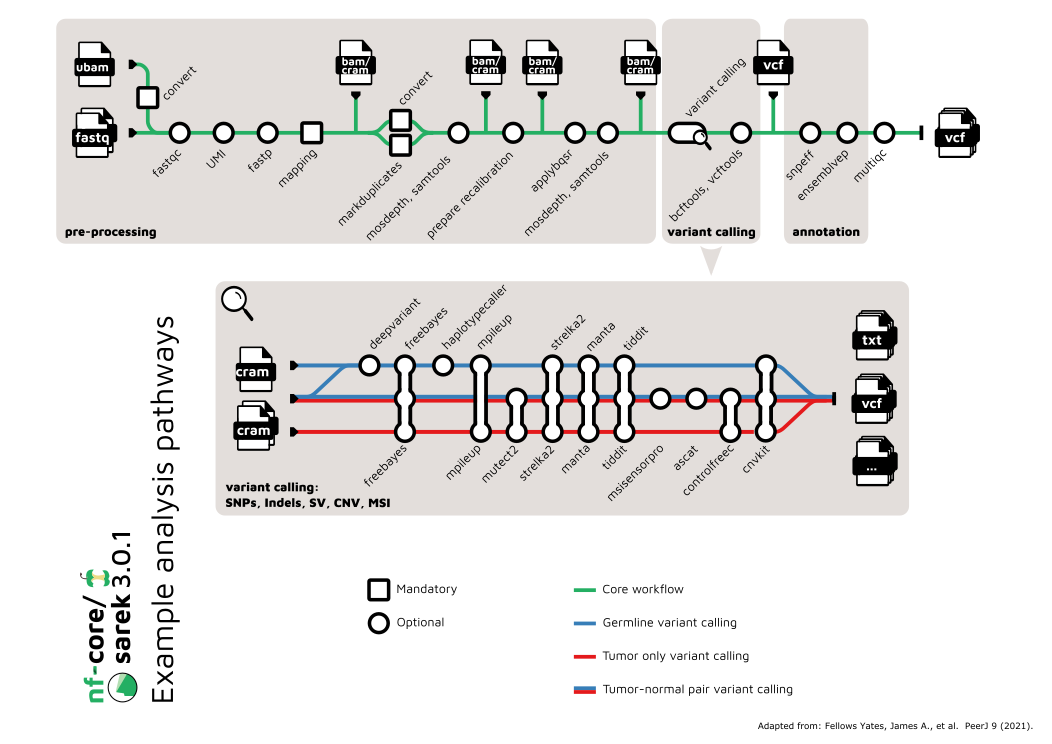 ubam
convert
fastq
fastqc
UMI
fastp
mapping
bam/
cram
convert
markduplicates
mosdepth, samtools
bam/
cram
prepare recalibration
bam/
cram
applybqsr
mosdepth, samtools
bam/
cram
pre-processing
variant calling
bcftools, vcftools
vcf
variant calling
snpeff
ensemblvep
annotation
multiqc
vcf
cram
cram
deepvariant
freebayes
haplotypecaller
mpileup
strelka2
manta
tiddit
freebayes
mpileup
mutect2
strelka2
manta
tiddit
msisensorpro
ascat
controlfreec
cnvkit
txt
vcf
...
variant calling:
SNPs, Indels, SV, CNV, MSI
nf-core/
sarek 3.0.1
Example analysis pathways
Mandatory
Optional
Core workflow
Germline variant calling
Tumor only variant calling
Tumor-normal pair variant calling
Adapted from: Fellows Yates, James A., et al. PeerJ 9 (2021).